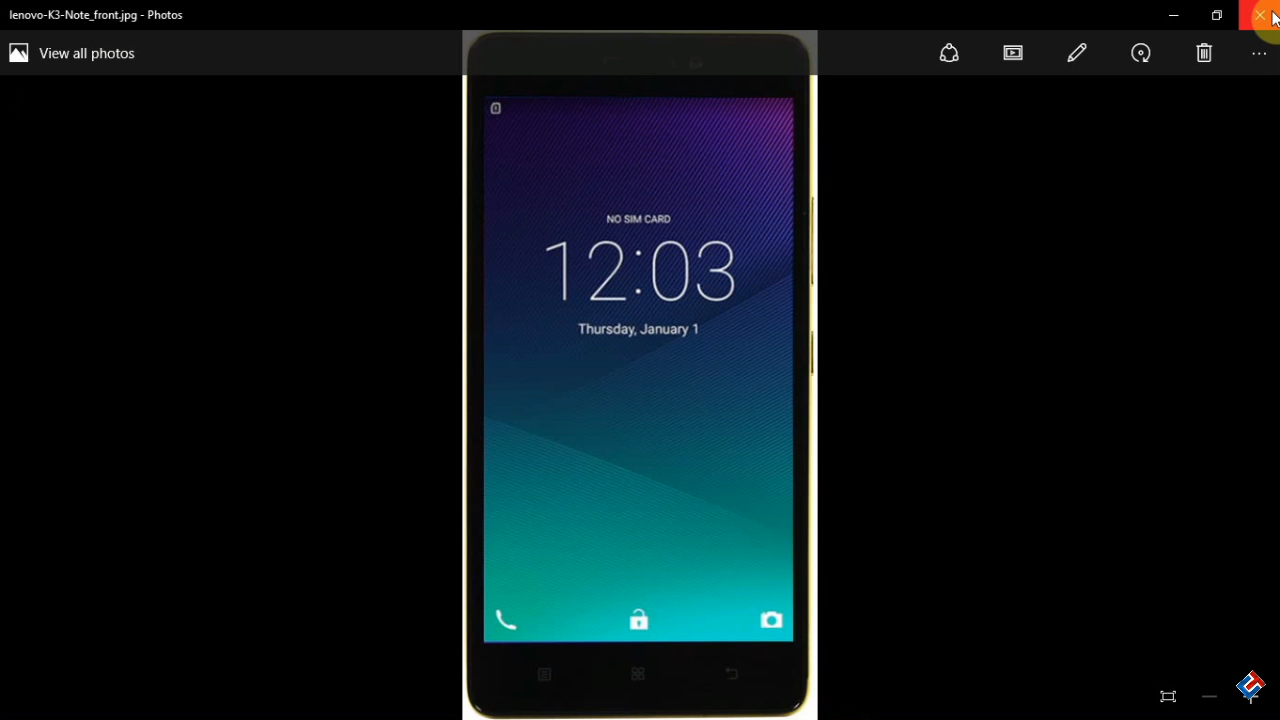 lenovo-K3-Note_front.jpg - Photos
View all photos
NO SIM CARD
12:03
Thursday, January 1